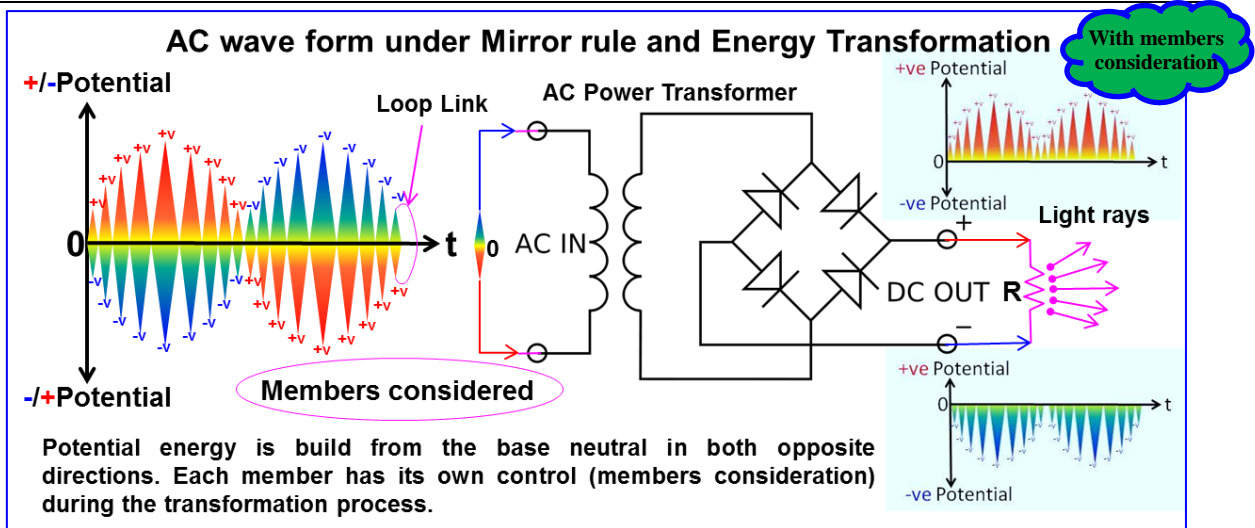 AC wave form under Mirror rule and Energy Transformation
With members
consideration
+/-Potential
Loop Link
AC Power Transformer
+v +v +v +v +v +v +v +v +v
-v -v -v -v -v -v -v -v -v
0
t
-v -v -v -v -v -v -v
+v +v +v +v +v +v +v +v +v
-/+Potential
Members considered
0
AC IN
+
DC OUT
R
−
Light rays
+ve Potential
+v +v +v +v +v +v +v +v +v +v +v +v +v +v
0
t
-ve Potential
+ve Potential
0
t
-v -v -v -v -v -v -v -v -v -v -v -v -v -v
-ve Potential
Potential energy is build from the base neutral in both opposite
directions. Each member has its own control (members consideration)
during the transformation process.